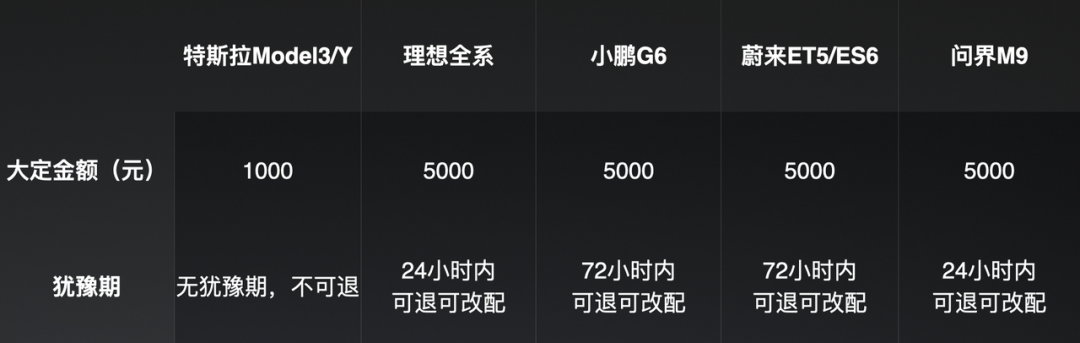 特斯拉Model3/Y 理想全系 小鹏G6 蔚来ET5/ES6 问界M9
大定金额（元） 1000 5000 5000 5000 5000
犹豫期 无犹豫期，不可退 24小时内 72小时内 72小时内 24小时内
可退可改配 可退可改配 可退可改配 可退可改配